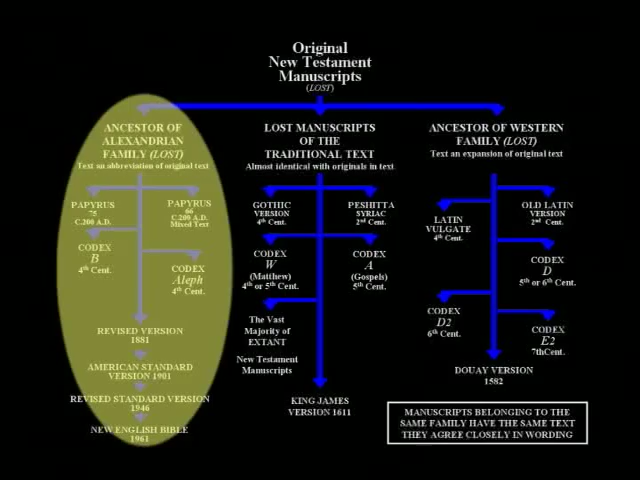 Original
New Testament
Manuscripts
(LOST)
ANCESTOR OF
ALEXANDRIAN
FAMILY (LOST)
Text an abbreviation of original text
PAPYRUS
75
C.200 A.D.
PAPYRUS
66
C.200 A.D.
Mixed Text
CODEX
B
4th Cent.
CODEX
Aleph
4th Cent.
REVISED VERSION
1881
AMERICAN STANDARD
VERSION 1901
REVISED STANDARD VERSION
1946
NEW ENGLISH BIBLE
1961
LOST MANUSCRIPTS
OF THE
TRADITIONAL TEXT
Almost identical with originals in text
GOTHIC
VERSION
4th Cent.
PESHITTA
SYRIAC
2nd Cent.
CODEX
W
(Matthew)
4th or 5th Cent.
CODEX
A
(Gospels)
5th Cent.
The Vast
Majority of
EXTANT
New Testament
Manuscripts
KING JAMES
VERSION 1611
ANCESTOR OF WESTERN
FAMILY (LOST)
Text an expansion of original text
LATIN
VULGATE
4th Cent.
OLD LATIN
VERSION
2nd Cent.
CODEX
D
5th or 6th Cent.
CODEX
D2
6th Cent.
CODEX
E2
7thCent.
DOUAY VERSION
1582
MANUSCRIPTS BELONGING TO THE
SAME FAMILY HAVE THE SAME TEXT
THEY AGREE CLOSELY IN WORDING